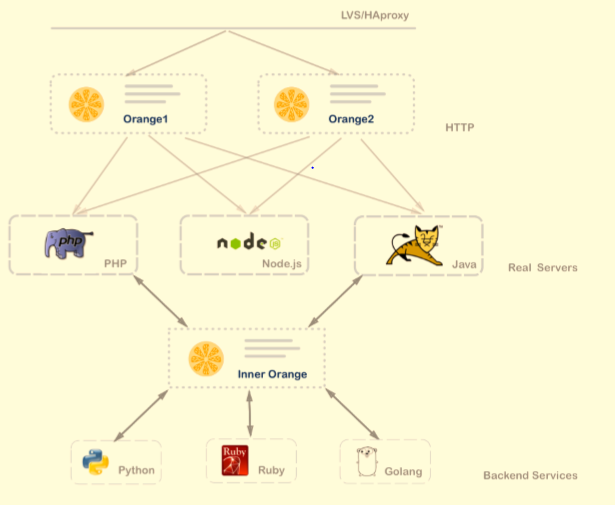 LVS/HAproxy
Orange1
Orange2
HTTP
php
PHP
node
JS
Node.js
Java
Real Servers
Inner Orange
Python
Ruby
Ruby
Golang
Backend Services